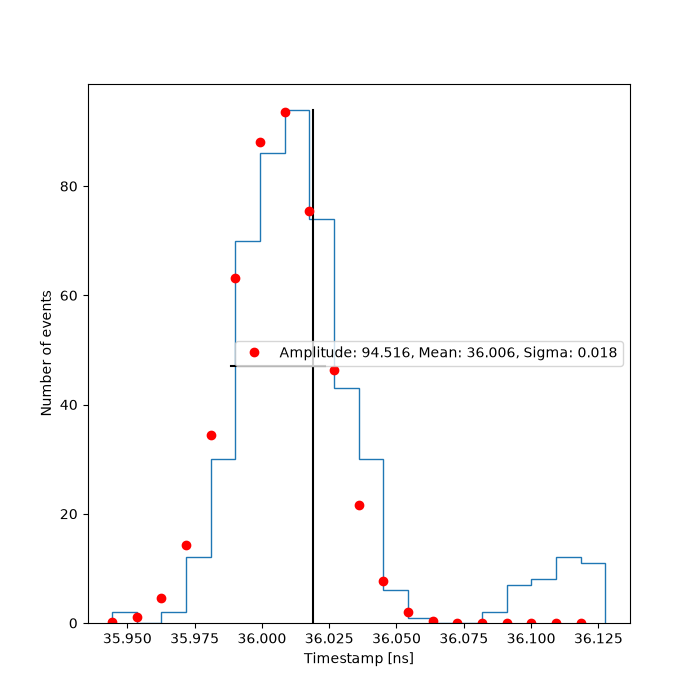 Number of events
80
60
40
20
0
Amplitude: 94.516, Mean: 36.006, Sigma: 0.018
35.950 35.975 36.000 36.025 36.050 36.075 36.100 36.125
Timestamp [ns]